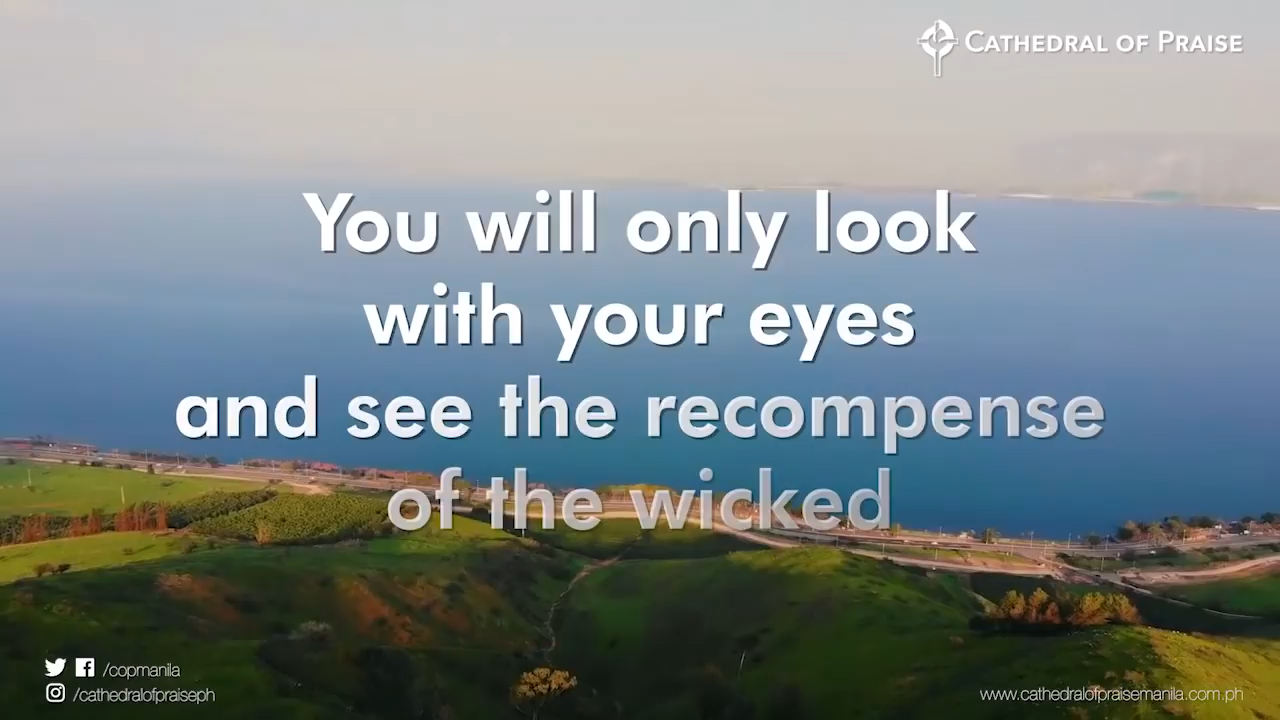 CATHEDRAL OF PRAISE
You will only look
with your eyes
and see the recompense
of the wicked
/copmanila
/cathedralofpraiseph
www.cathedralofpraisemanila.com.ph